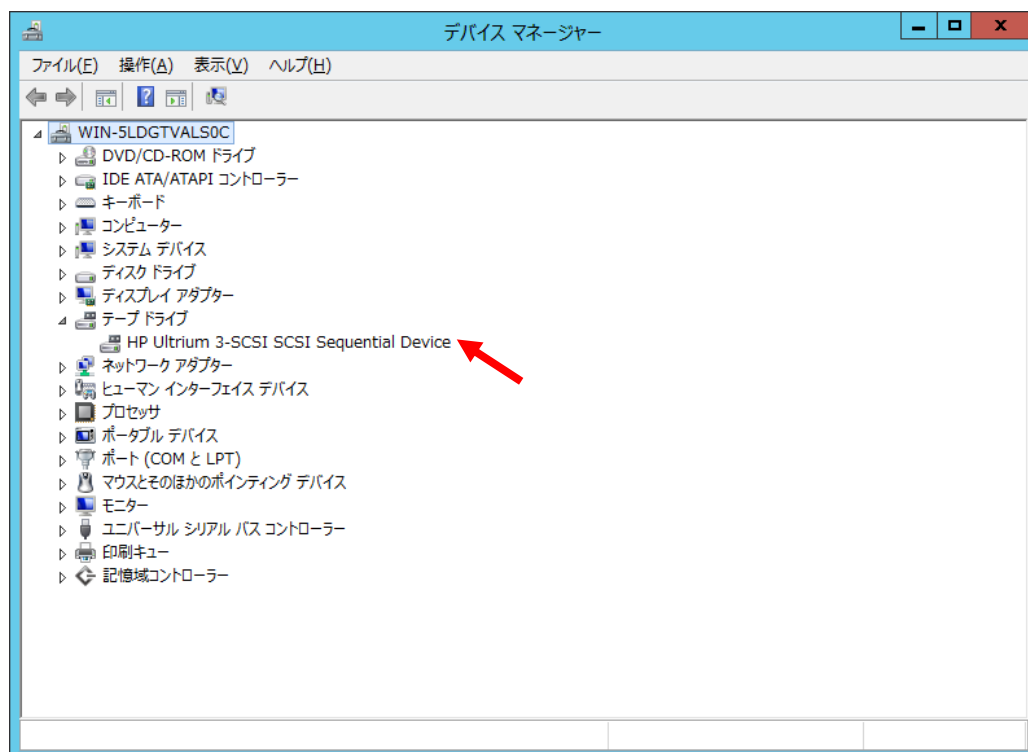 デバイス マネージャー
ファイル(F) 操作(A) 表示(V) ヘルプ(H)
WIN-5LDGTVALS0C
DVD/CD-ROM ドライブ
IDE ATA/ATAPI コントローラー
キーボード
コンピューター
システム デバイス
ディスク ドライブ
ディスプレイ アダプター
テープ ドライブ
HP Ultrium 3-SCSI SCSI Sequential Device
ネットワーク アダプター
ヒューマン インターフェイス デバイス
プロセッサ
ポータブル デバイス
ポート (COM と LPT)
マウスとそのほかのポインティング デバイス
モニター
ユニバーサル シリアル バス コントローラー
印刷キュー
記憶域コントローラー